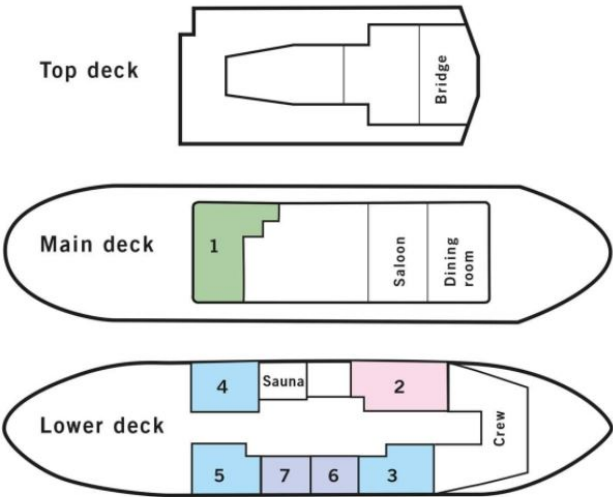 Top deck
Bridge
Main deck
1
Saloon
Dining
room
4
Sauna
2
Lower deck
Crew
5
7
6
3